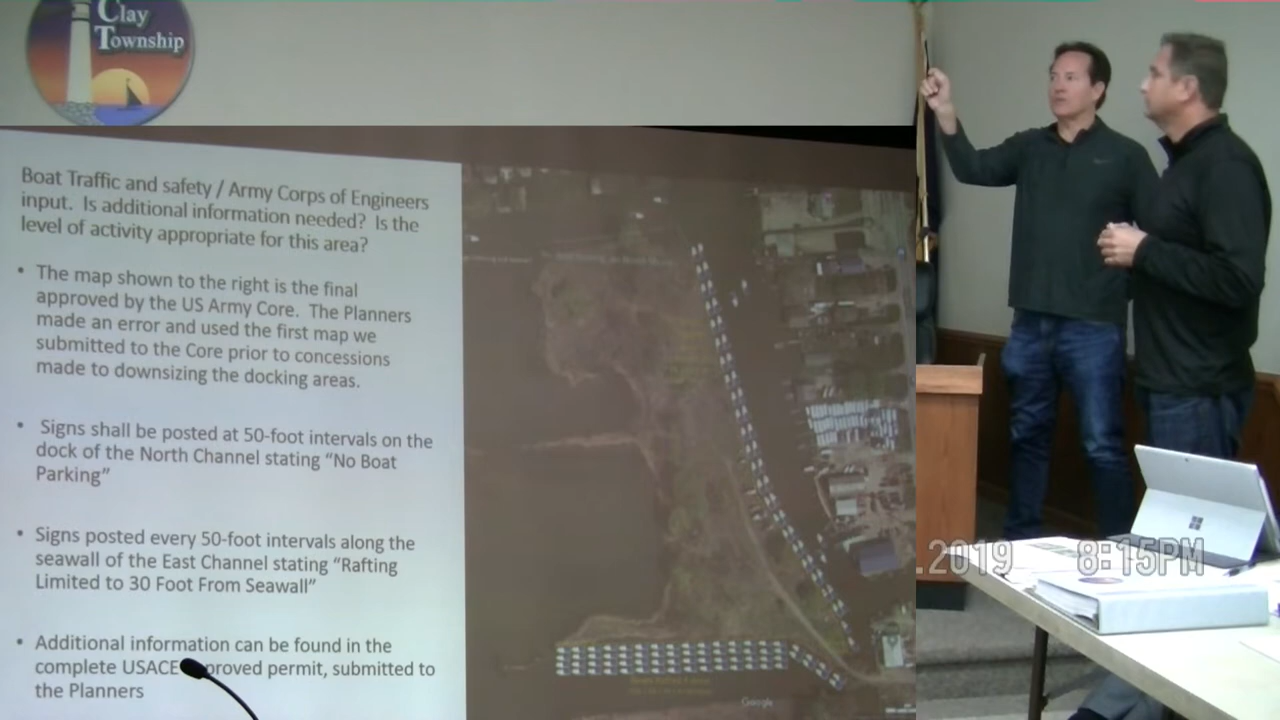 Clay
Township
Boat Traffic and safety / Army Corps of Engineers
input. Is additional information needed? Is the
level of activity appropriate for this area?
• The map shown to the right is the final
approved by the US Army Core. The Planners
made an error and used the first map we
submitted to the Core prior to concessions
made to downsizing the docking areas.
• Signs shall be posted at 50-foot intervals on the
dock of the North Channel stating “No Boat
Parking”
• Signs posted every 50-foot intervals along the
seawall of the East Channel stating “Rafting
Limited to 30 Foot From Seawall”
• Additional information can be found in the
complete USACE proved permit, submitted to
the Planners
Google
.2019 8:15PM